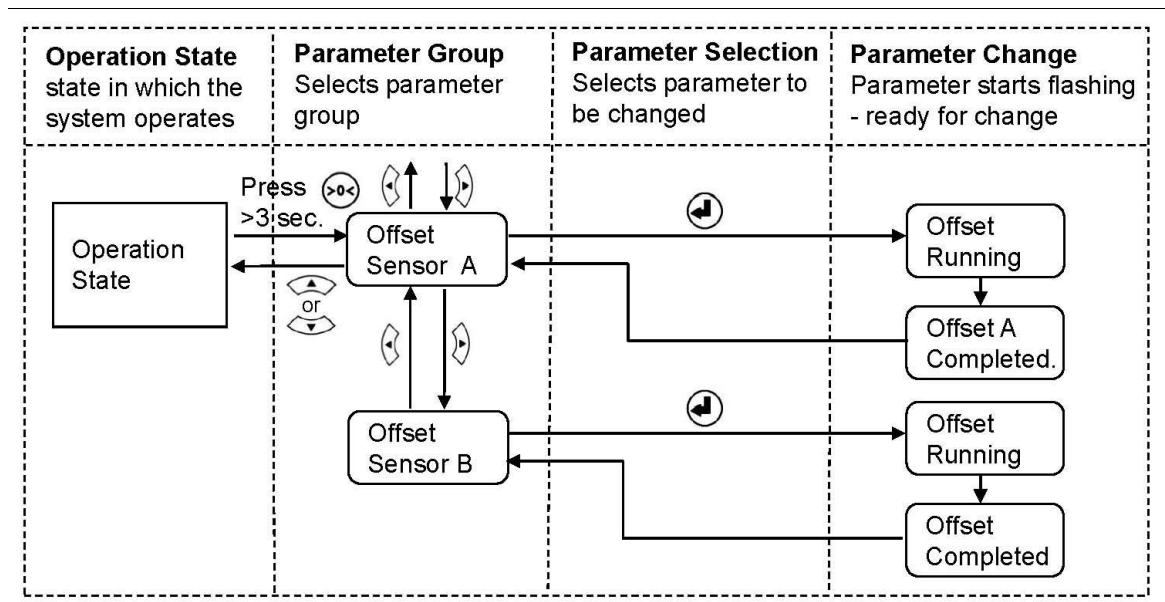 Operation State
state in which the
system operates
Parameter Group
Selects parameter
group
Parameter Selection
Selects parameter to
be changed
Parameter Change
Parameter starts flashing
- ready for change
Press >0<
>3 sec.
Operation
State
Offset
Sensor A
or
Offset
Running
Offset A
Completed.
Offset
Sensor B
Offset
Running
Offset
Completed